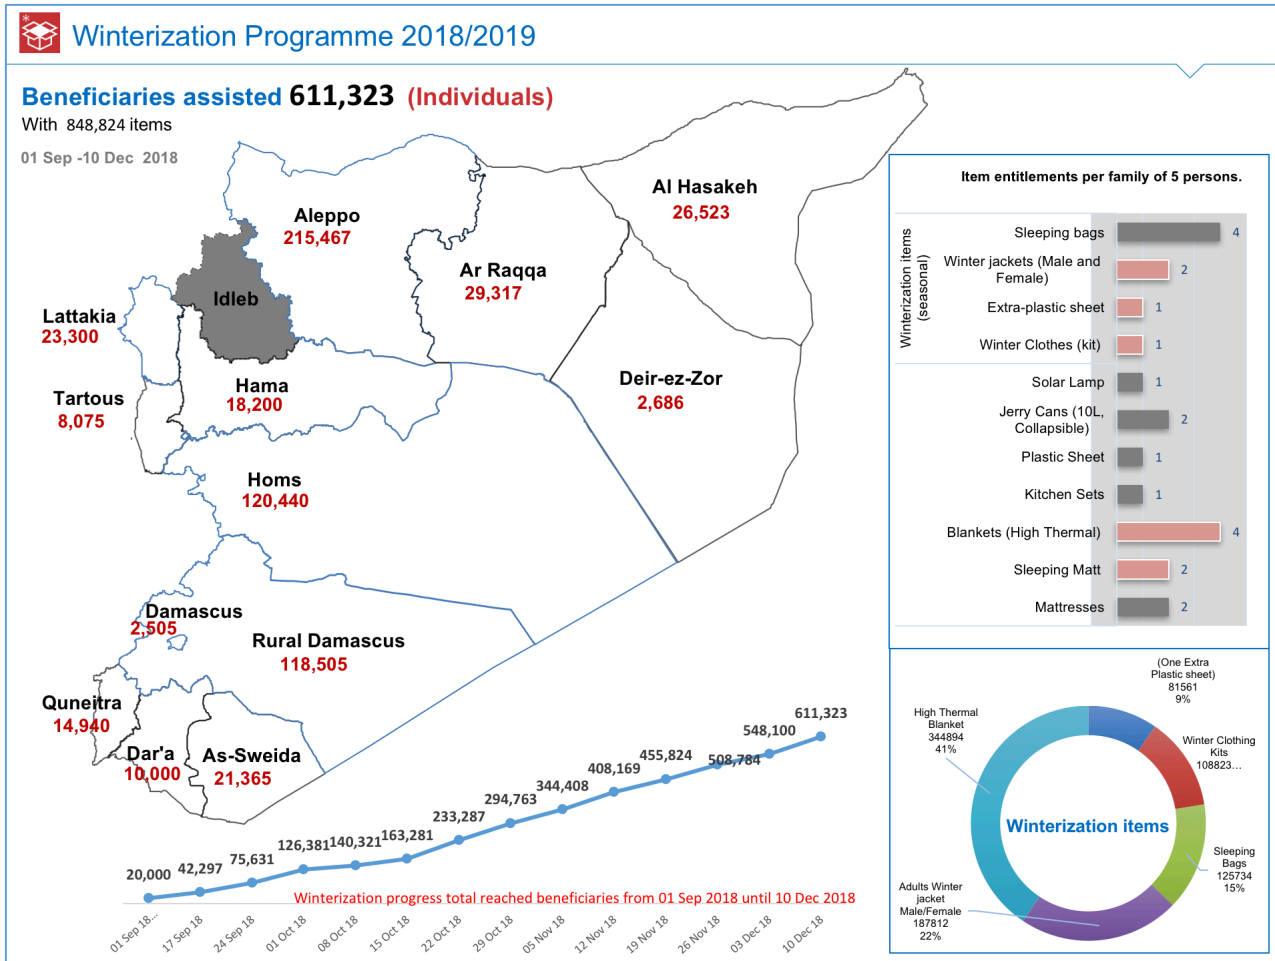 Winterization Programme 2018/2019
Beneficiaries assisted 611,323 (Individuals)
With 848,824 items
01 Sep -10 Dec 2018
Al Hasakeh
26,523
Aleppo
215,467
Ar Raqqa
29,317
Idleb
Lattakia
23,300
Hama
18,200
Tartous
8,075
Deir-ez-Zor
2,686
Homs
120,440
Damascus
2,505
Rural Damascus
118,505
Quneitra
14,940
Dar'a
10,000
As-Sweida
21,365
Item entitlements per family of 5 persons.
Winterization items
(seasonal)
Sleeping bags
4
Winter jackets (Male and
Female)
2
Extra-plastic sheet
1
Winter Clothes (kit)
1
Solar Lamp
1
Jerry Cans (10L,
Collapsible)
2
Plastic Sheet
1
Kitchen Sets
1
Blankets (High Thermal)
4
Sleeping Matt
2
Mattresses
2
20,000
42,297
75,631
126,381
140,321
163,281
233,287
294,763
344,408
408,169
455,824
508,784
548,100
611,323
Winterization progress total reached beneficiaries from 01 Sep 2018 until 10 Dec 2018
01 Sep 18…
17 Sep 18
24 Sep 18
01 Oct 18
08 Oct 18
15 Oct 18
22 Oct 18
29 Oct 18
05 Nov 18
12 Nov 18
19 Nov 18
26 Nov 18
03 Dec 18
10 Dec 18
(One Extra
Plastic sheet)
81561
9%
Winter Clothing
Kits
108823…
Sleeping
Bags
125734
15%
Adults Winter
jacket
Male/Female
187812
22%
High Thermal
Blanket
344894
41%
Winterization items